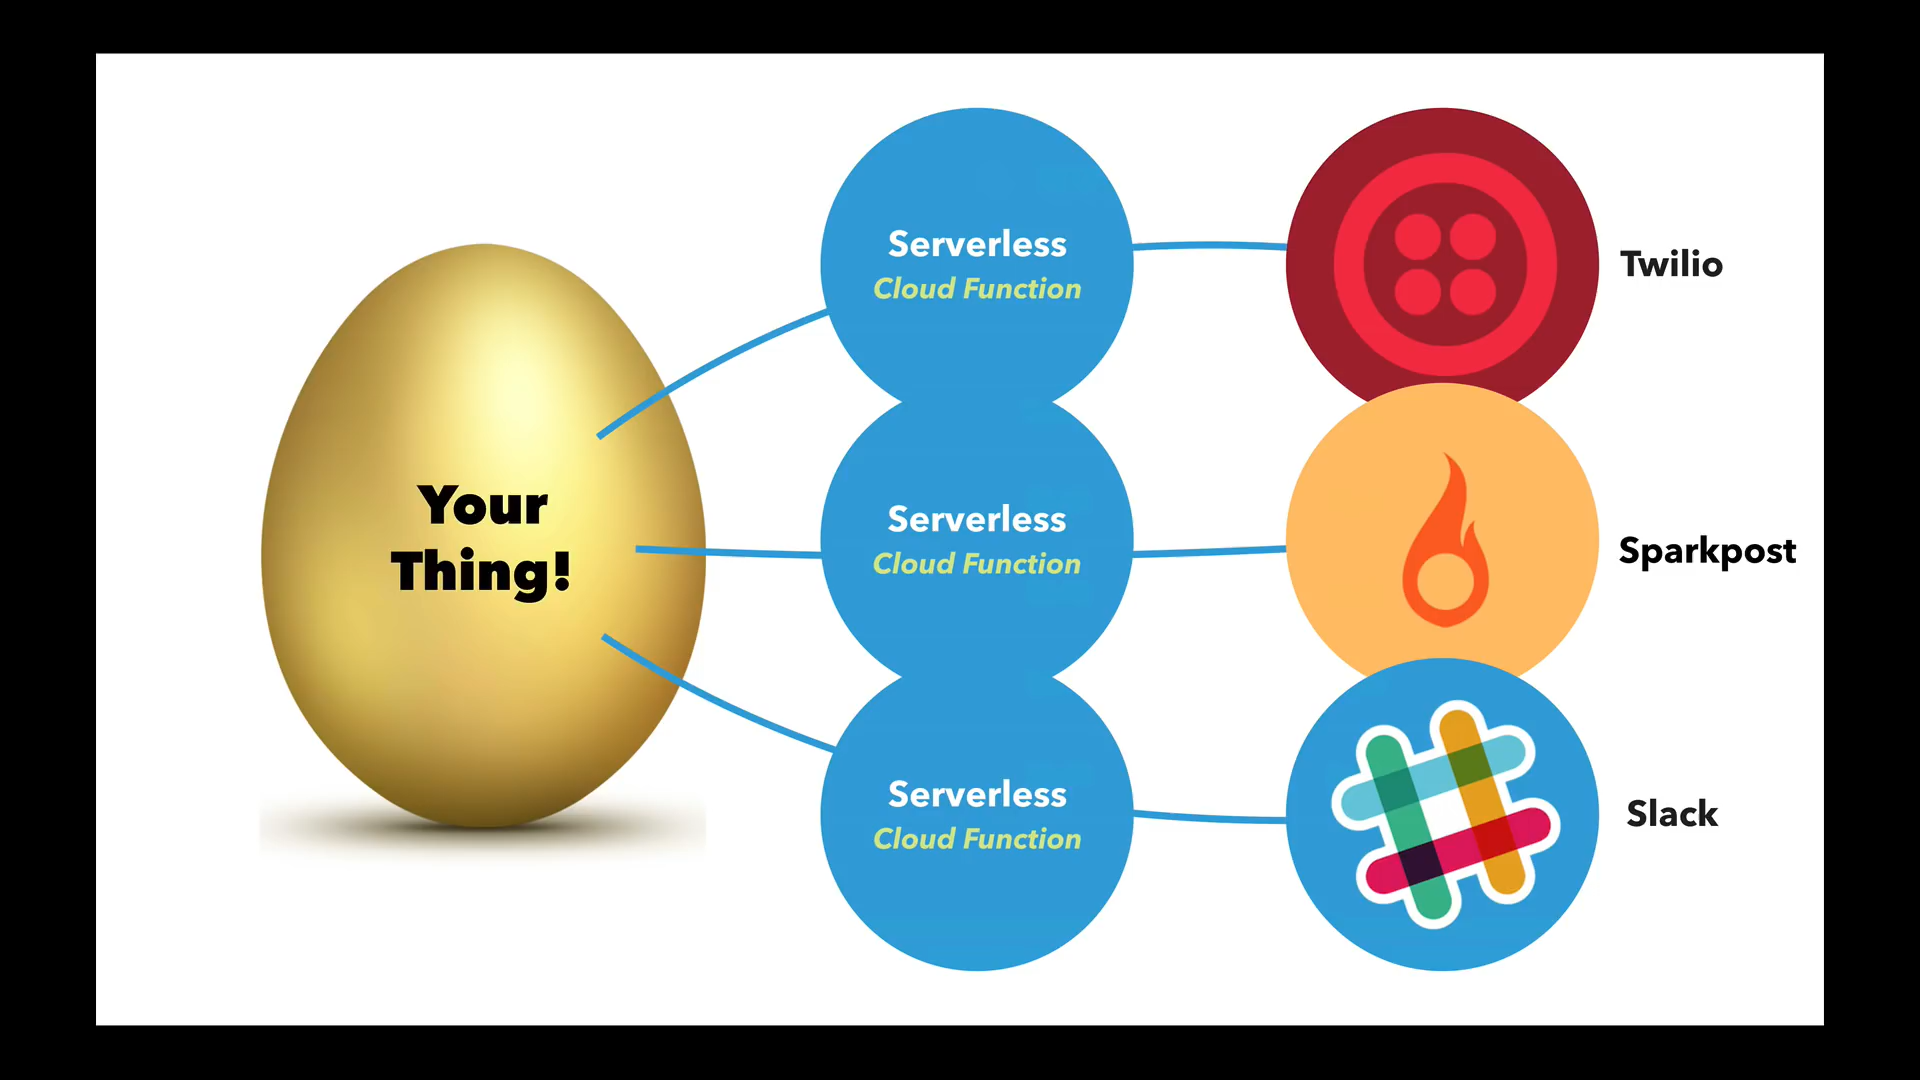 Your
Thing!
Serverless
Cloud Function
Twilio
Serverless
Cloud Function
Sparkpost
Serverless
Cloud Function
Slack